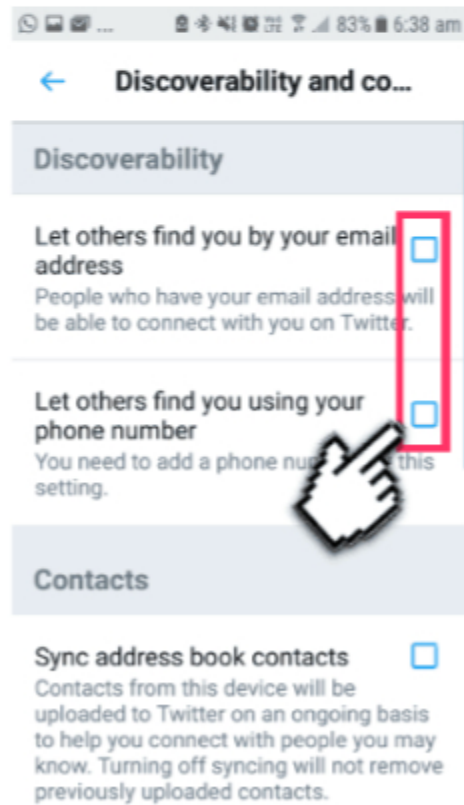 ... 83% 6:38 am
Discoverability and co...
Discoverability
Let others find you by your email
address
People who have your email address will
be able to connect with you on Twitter.
Let others find you using your
phone number
You need to add a phone this
setting.
Contacts
Sync address book contacts
Contacts from this device will be
uploaded to Twitter on an ongoing basis
to help you connect with people you may
know. Turning off syncing will not remove
previously uploaded contacts.